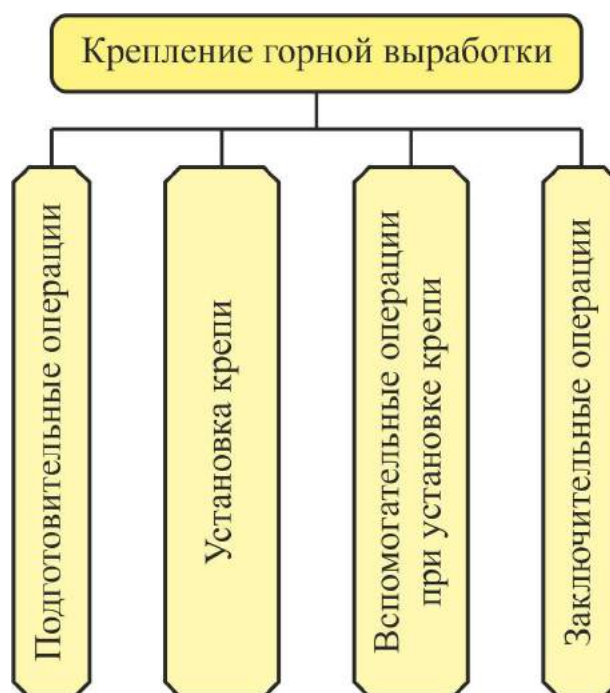 Крепление горной выработки
Подготовительные операции
Установка крепи
Вспомогательные операции
при установке крепи
Заключительные операции